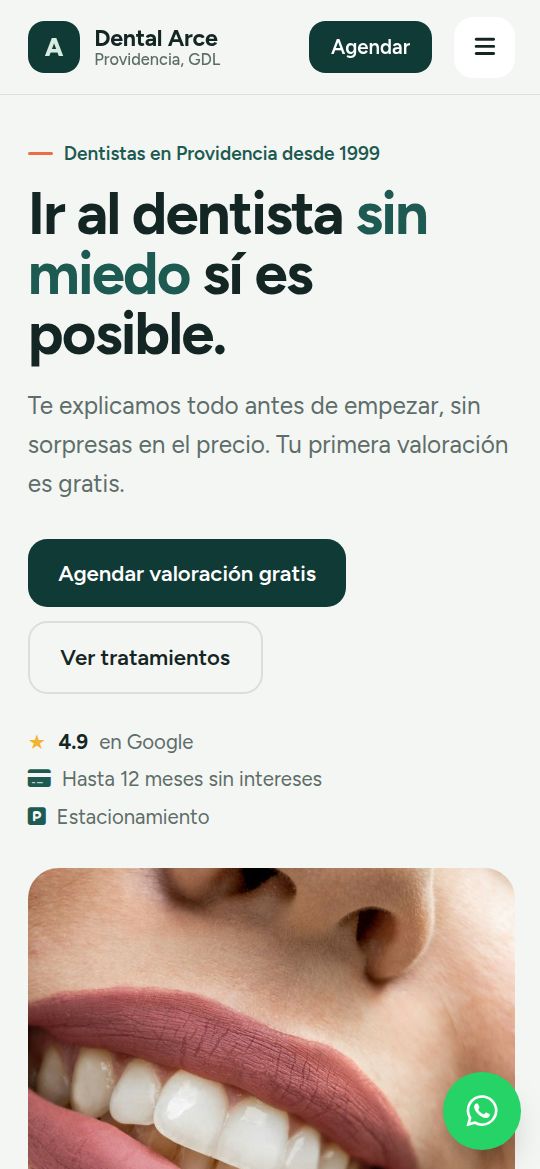 A
Dental Arce
Providencia, GDL
Agendar
Dentistas en Providencia desde 1999
Ir al dentista sin
miedo sí es
posible.
Te explicamos todo antes de empezar, sin
sorpresas en el precio. Tu primera valoración
es gratis.
Agendar valoración gratis
Ver tratamientos
★ 4.9 en Google
Hasta 12 meses sin intereses
P Estacionamiento